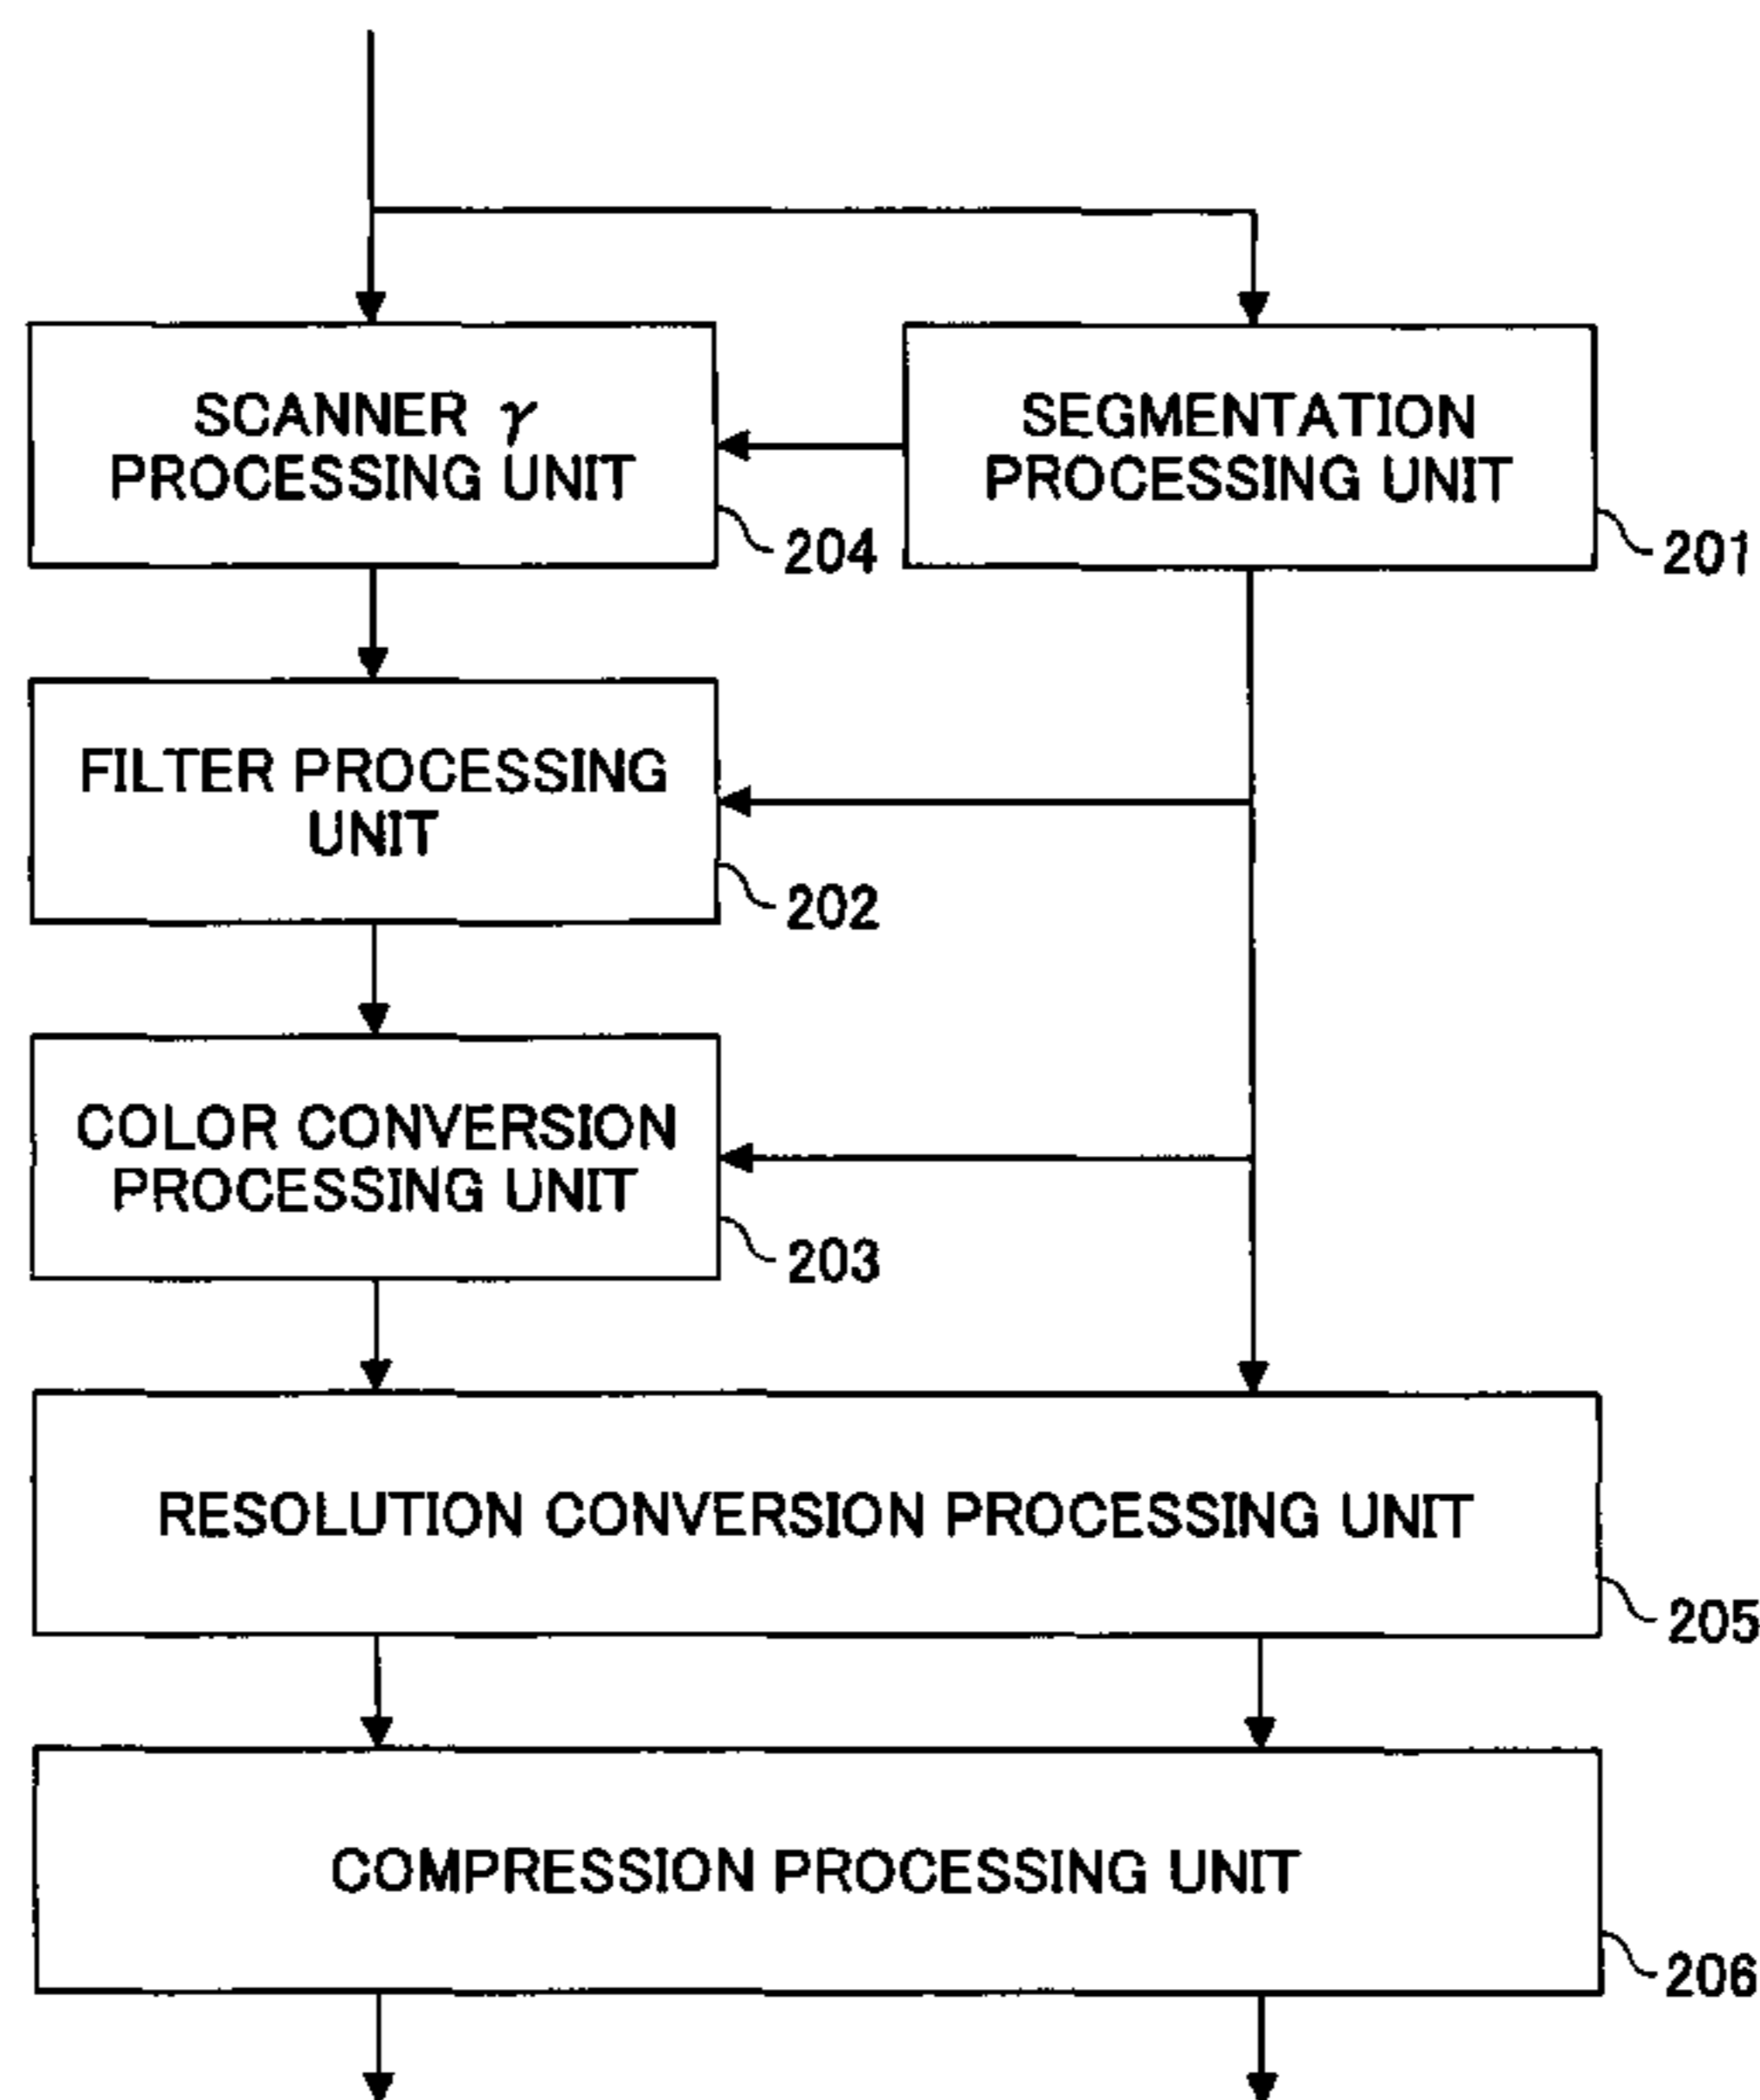 SCANNER γ
PROCESSING UNIT
204
SEGMENTATION
PROCESSING UNIT
201
FILTER PROCESSING
UNIT
202
COLOR CONVERSION
PROCESSING UNIT
203
RESOLUTION CONVERSION PROCESSING UNIT
205
COMPRESSION PROCESSING UNIT
206